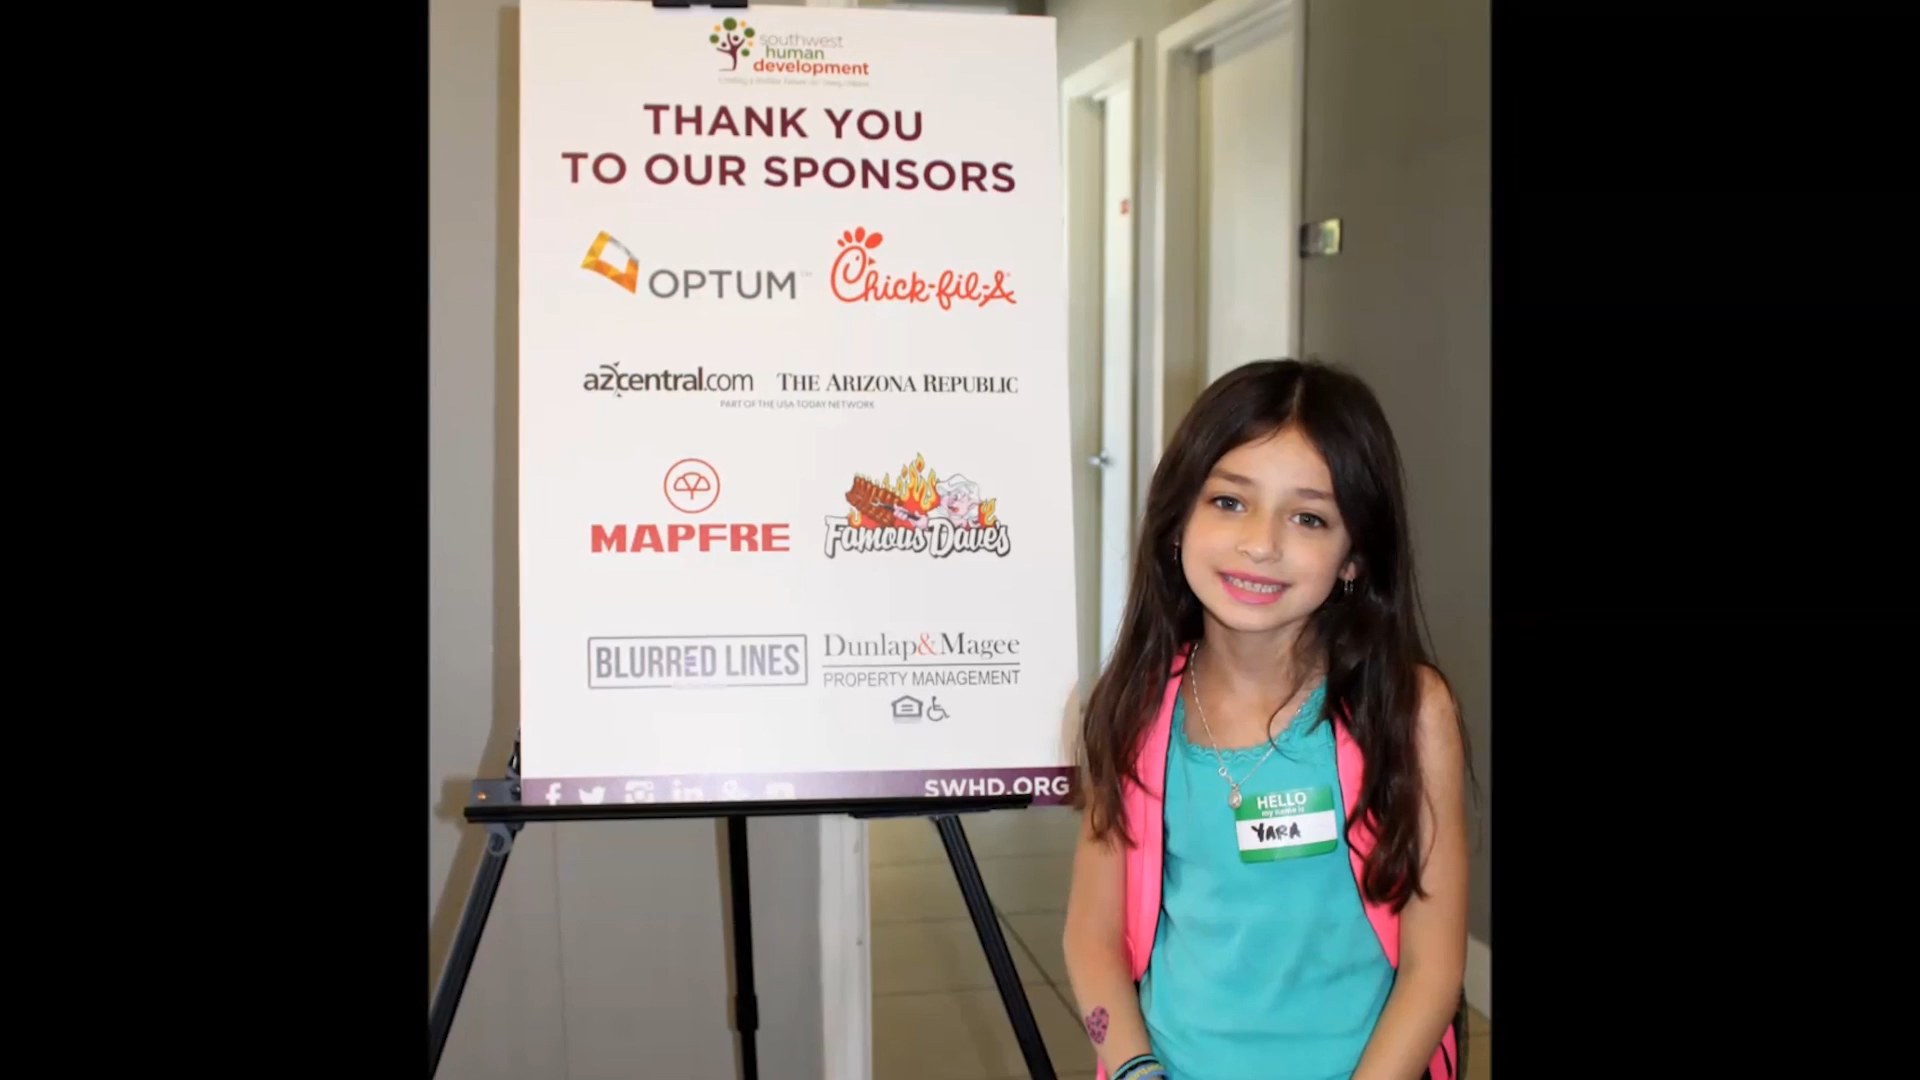 southwest
human
development
THANK YOU
TO OUR SPONSORS
OPTUM™
Chick-fil-A
azcentral.com THE ARIZONA REPUBLIC
PART OF THE USA TODAY NETWORK
MAPFRE
Famous Dave's
BLURRED LINES
Dunlap&Magee
PROPERTY MANAGEMENT
SWHD.ORG
HELLO
my name is
YARA